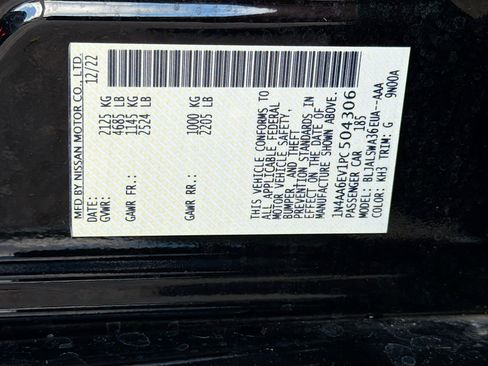 MFD BY NISSAN MOTOR CO., LTD.
DATE: 12/22
GVWR: 2125 KG
4685 LB
GAWR FR: 1145 KG
2524 LB
GAWR RR: 1000 KG
2205 LB
THIS VEHICLE CONFORMS TO
ALL APPLICABLE FEDERAL
MOTOR VEHICLE SAFETY,
BUMPER, AND THEFT
PREVENTION STANDARDS IN
EFFECT ON THE DATE OF
MANUFACTURE SHOWN ABOVE.
1N4AA6EV1PC504306
PASSENGER CAR 185
MODEL: BLJALSWA36EUA--AAA
COLOR: KH3 TRIM: G 9N00A